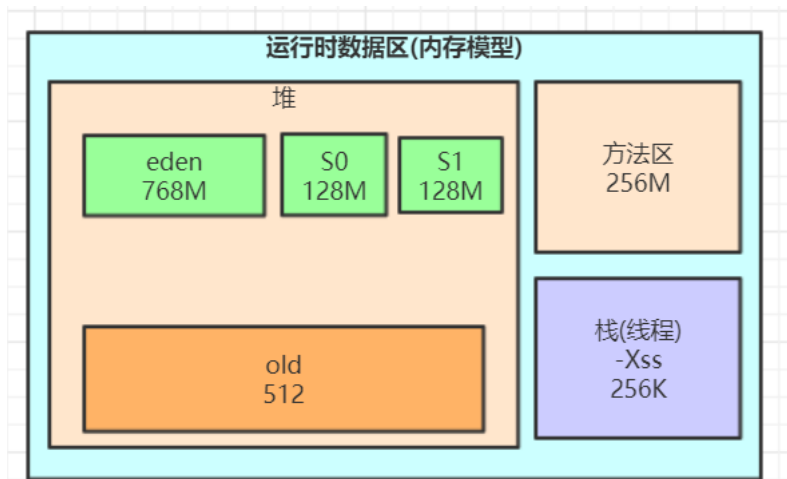 运行时数据区(内存模型)
堆
eden
768M
S0
128M
S1
128M
old
512
方法区
256M
栈(线程)
-Xss
256K